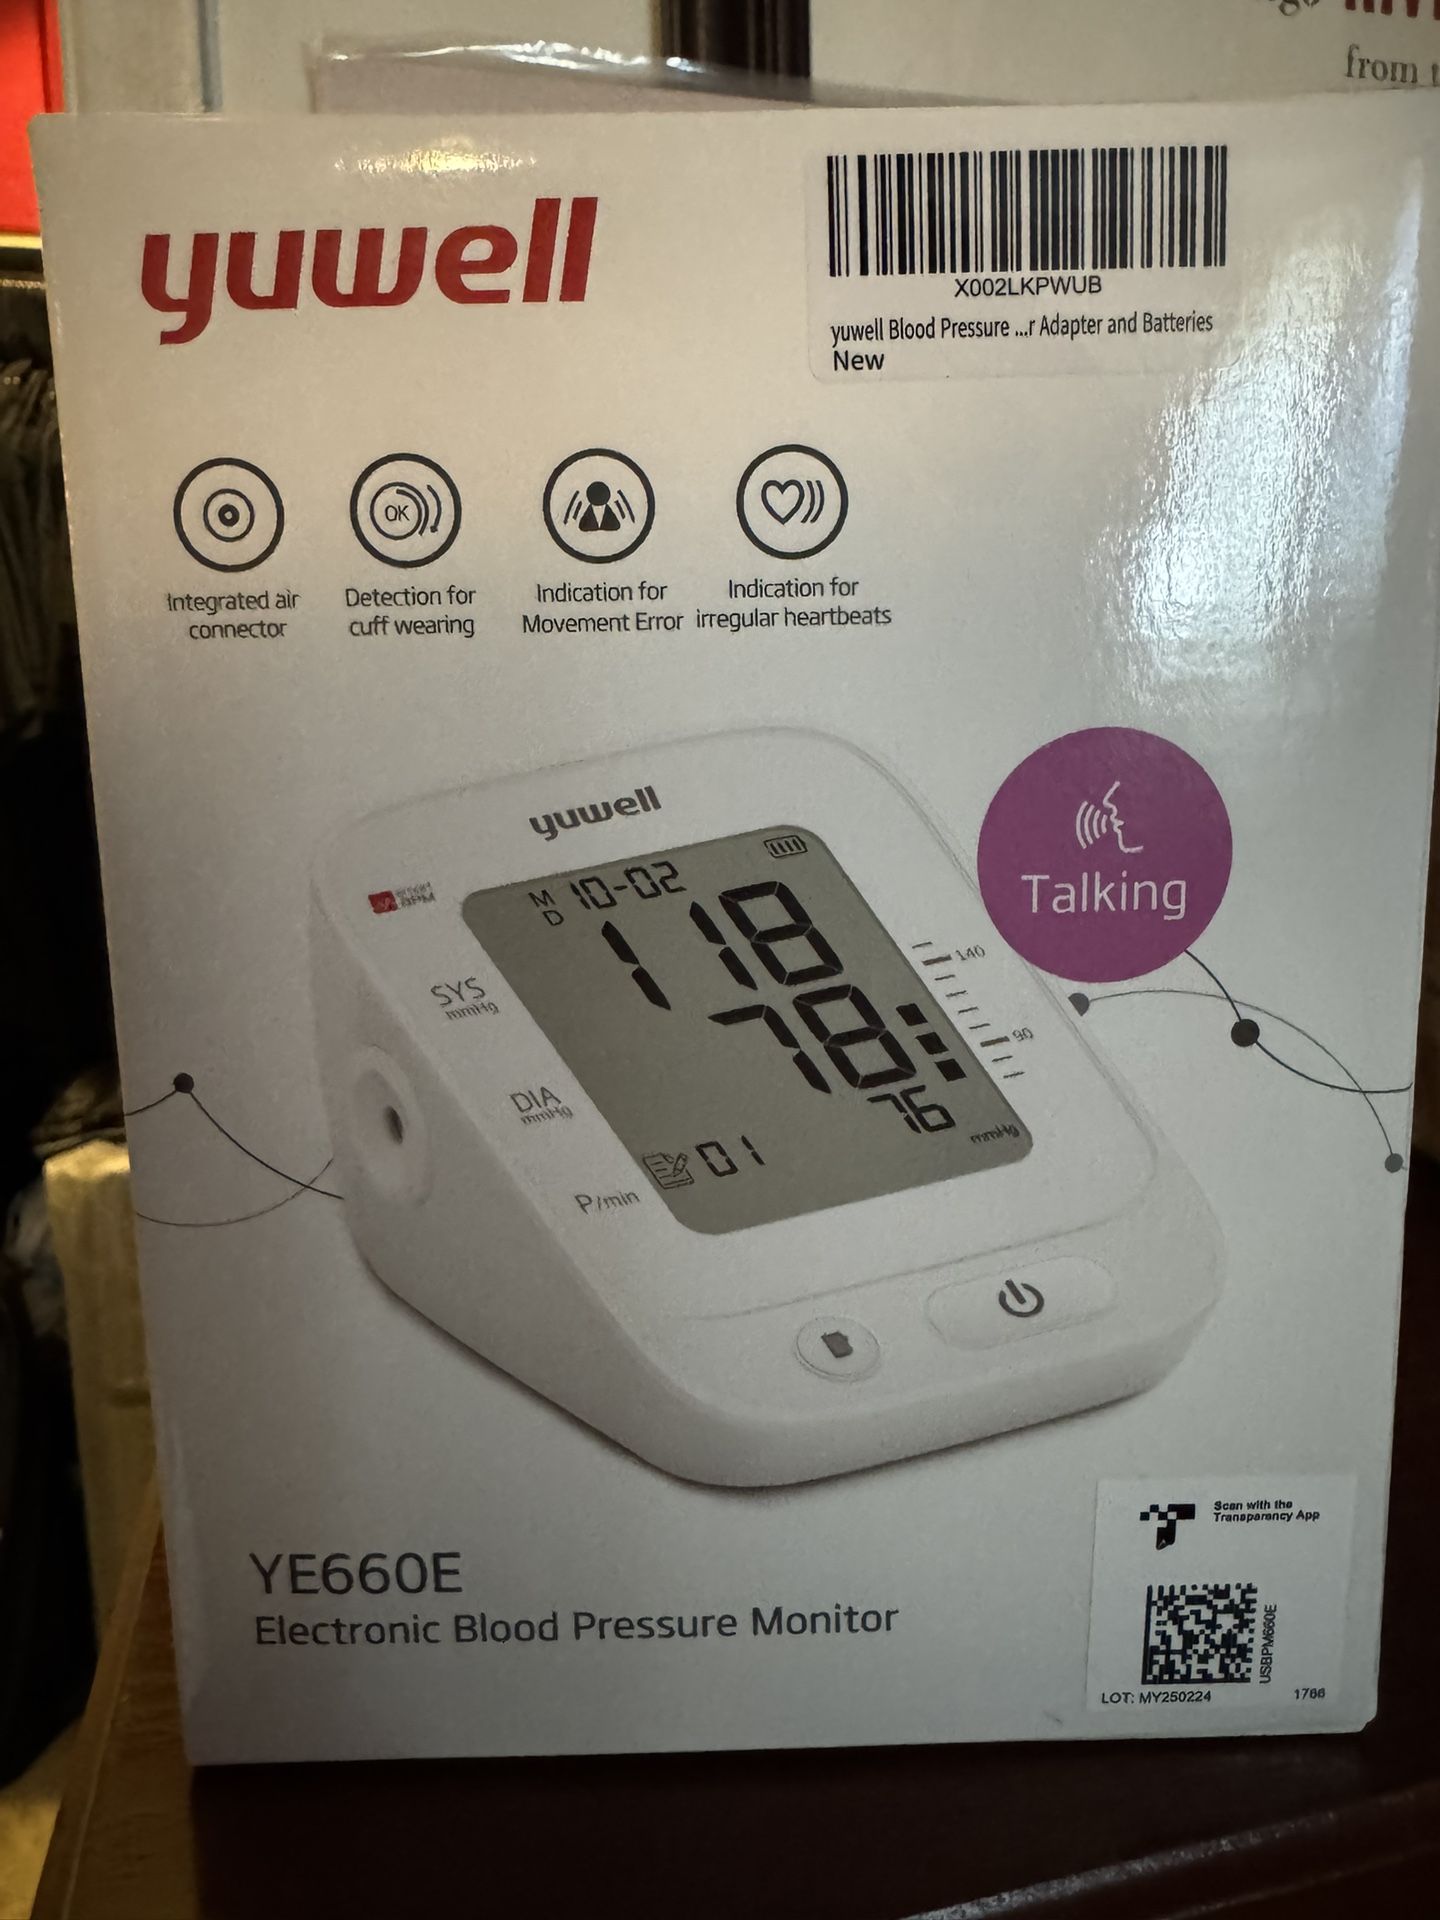 from
yuwell
X002LKPWUB
yuwell Blood Pressure ...r Adapter and Batteries
New
OK
Integrated air
connector
Detection for
cuff wearing
Indication for
Movement Error
Indication for
irregular heartbeats
Talking
yuwell
BPM
M
D
10-02
118
78
76
mmHg
01
SYS
mmHg
DIA
mmHg
P/min
140
90
YE660E
Electronic Blood Pressure Monitor
Scan with the
Transparency App
USBPM660E
LOT: MY250224
1766